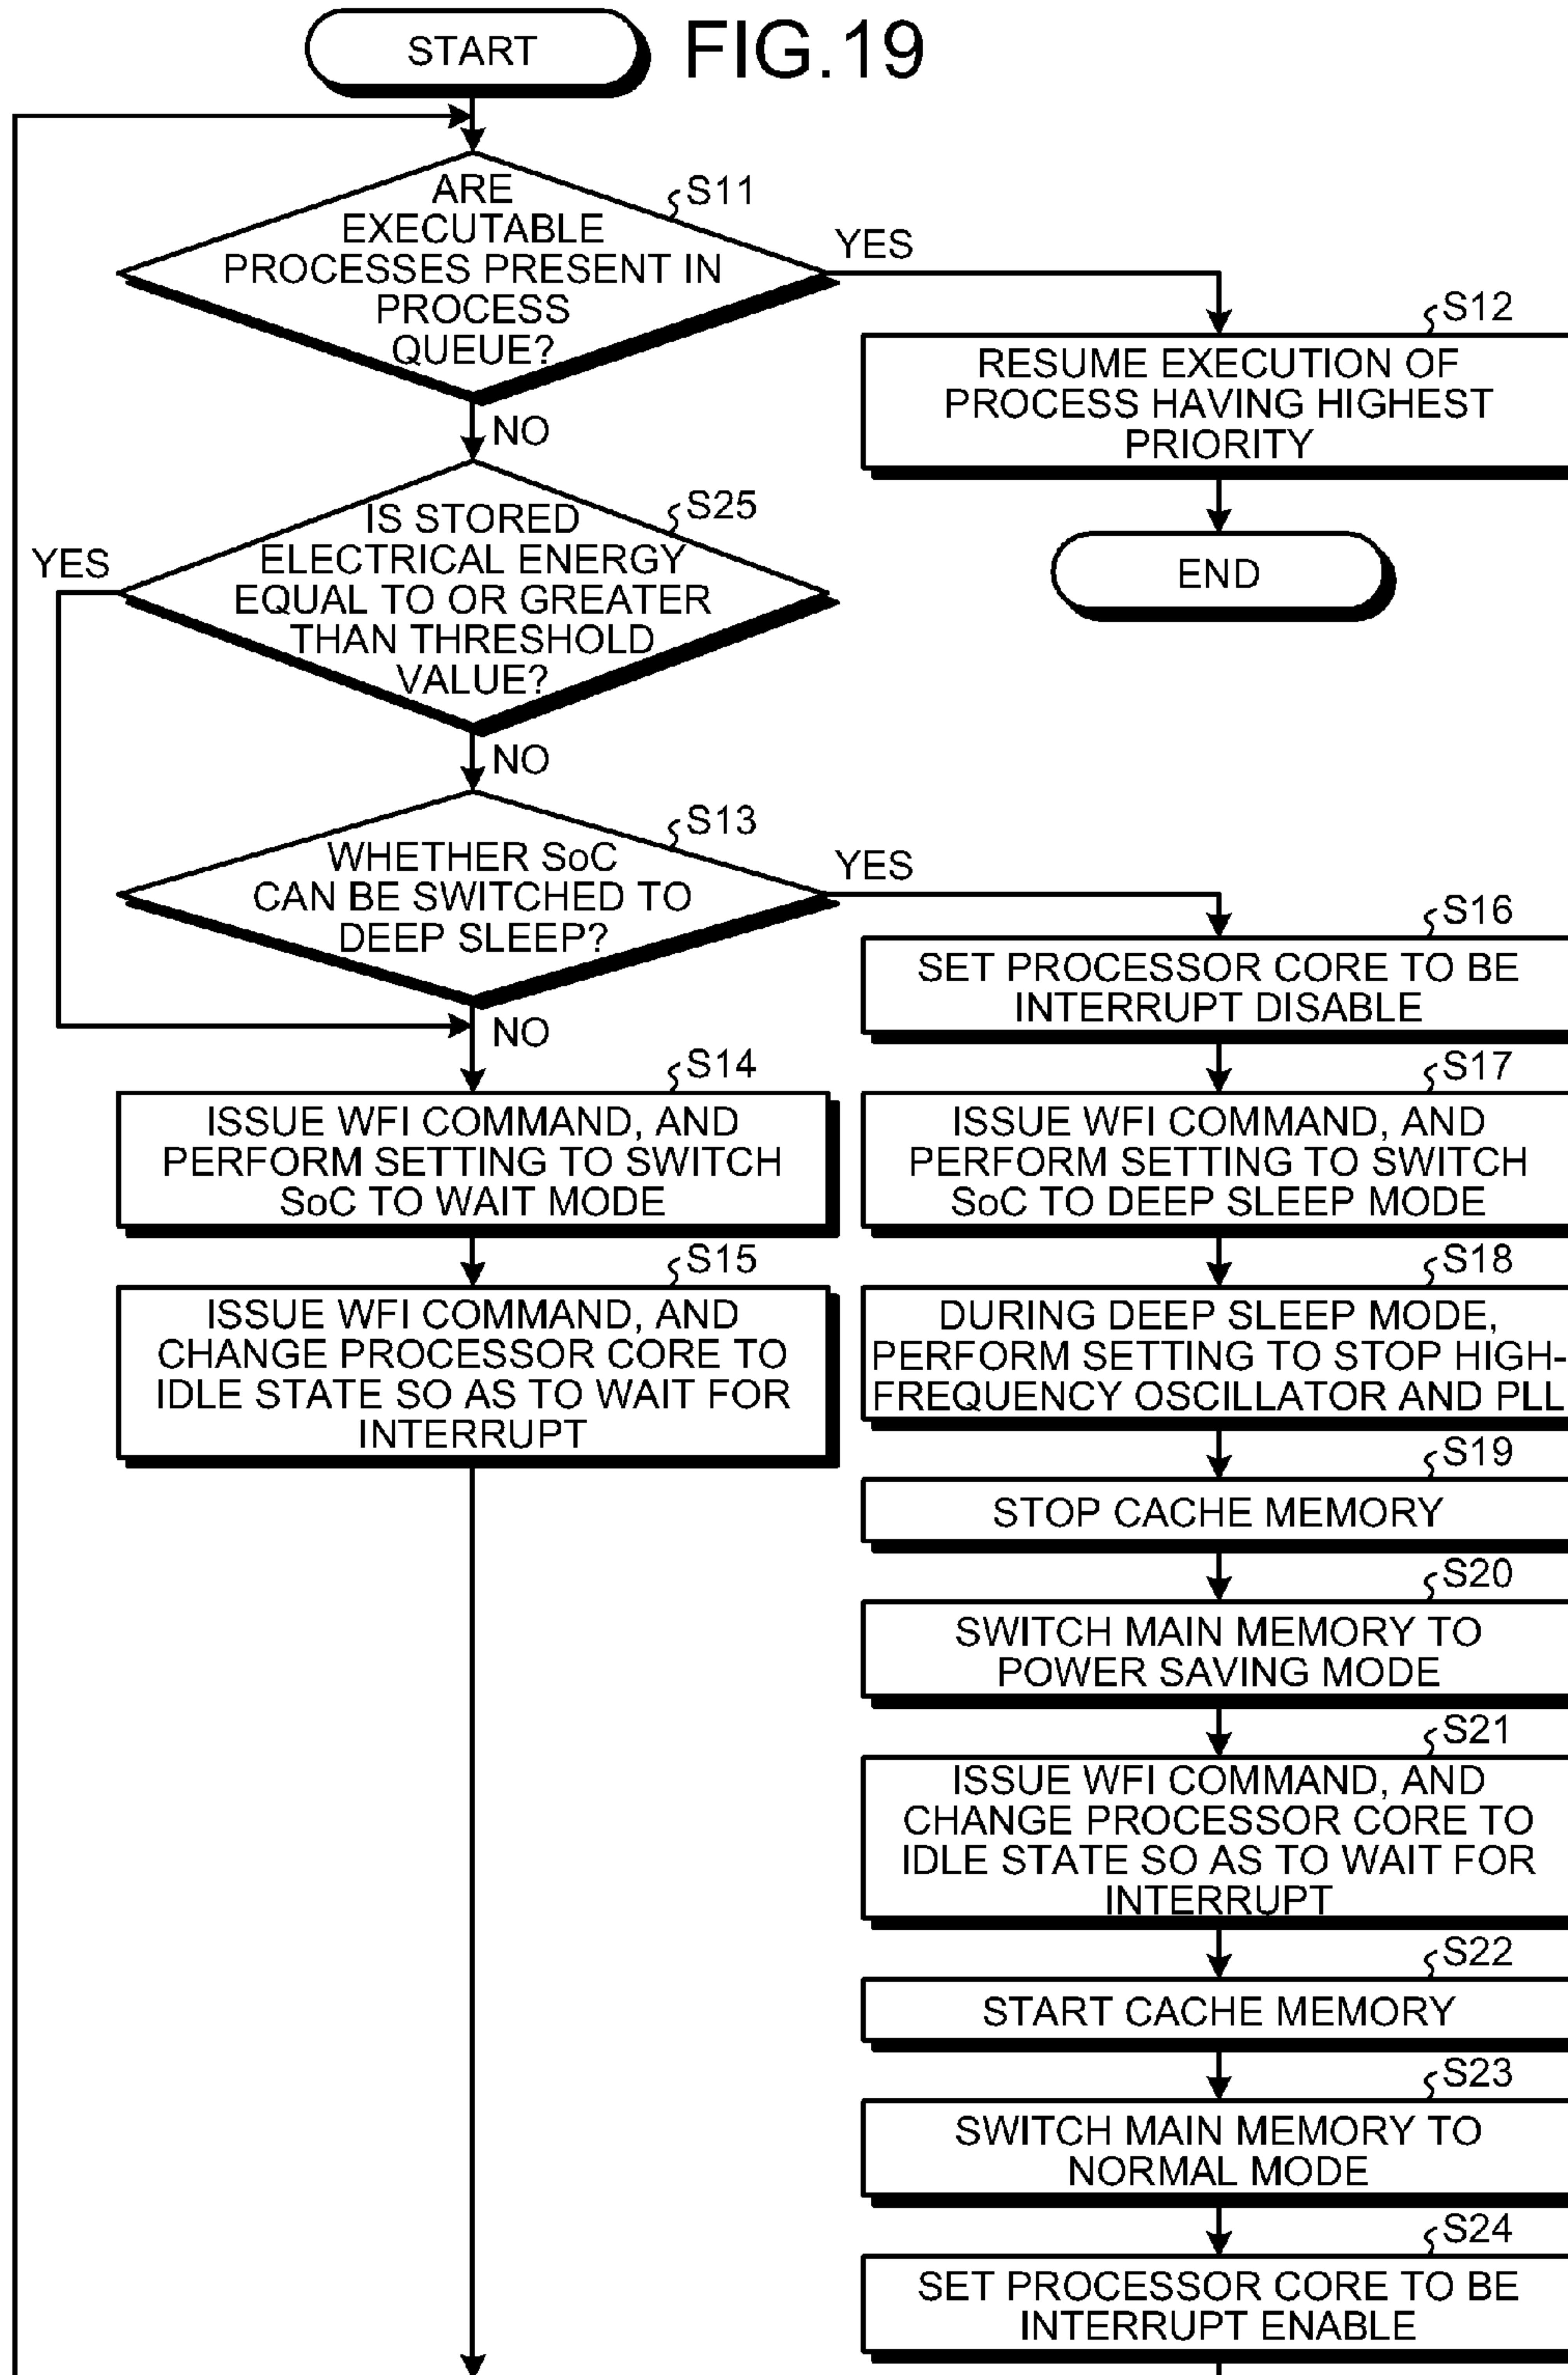 FIG.19
START
ARE
EXECUTABLE
PROCESSES PRESENT IN
PROCESS
QUEUE?
S11
YES
NO
S12
RESUME EXECUTION OF
PROCESS HAVING HIGHEST
PRIORITY
END
S25
IS STORED
ELECTRICAL ENERGY
EQUAL TO OR GREATER
THAN THRESHOLD
VALUE?
YES
NO
S13
WHETHER SoC
CAN BE SWITCHED TO
DEEP SLEEP?
YES
NO
S14
ISSUE WFI COMMAND, AND
PERFORM SETTING TO SWITCH
SoC TO WAIT MODE
S15
ISSUE WFI COMMAND, AND
CHANGE PROCESSOR CORE TO
IDLE STATE SO AS TO WAIT FOR
INTERRUPT
S16
SET PROCESSOR CORE TO BE
INTERRUPT DISABLE
S17
ISSUE WFI COMMAND, AND
PERFORM SETTING TO SWITCH
SoC TO DEEP SLEEP MODE
S18
DURING DEEP SLEEP MODE,
PERFORM SETTING TO STOP HIGH-
FREQUENCY OSCILLATOR AND PLL
S19
STOP CACHE MEMORY
S20
SWITCH MAIN MEMORY TO
POWER SAVING MODE
S21
ISSUE WFI COMMAND, AND
CHANGE PROCESSOR CORE TO
IDLE STATE SO AS TO WAIT FOR
INTERRUPT
S22
START CACHE MEMORY
S23
SWITCH MAIN MEMORY TO
NORMAL MODE
S24
SET PROCESSOR CORE TO BE
INTERRUPT ENABLE